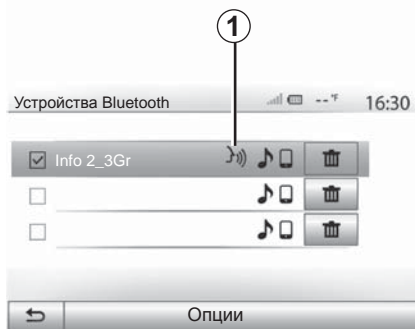 1
Устройства Bluetooth --°F 16:30
Info 2_3Gr
Опции